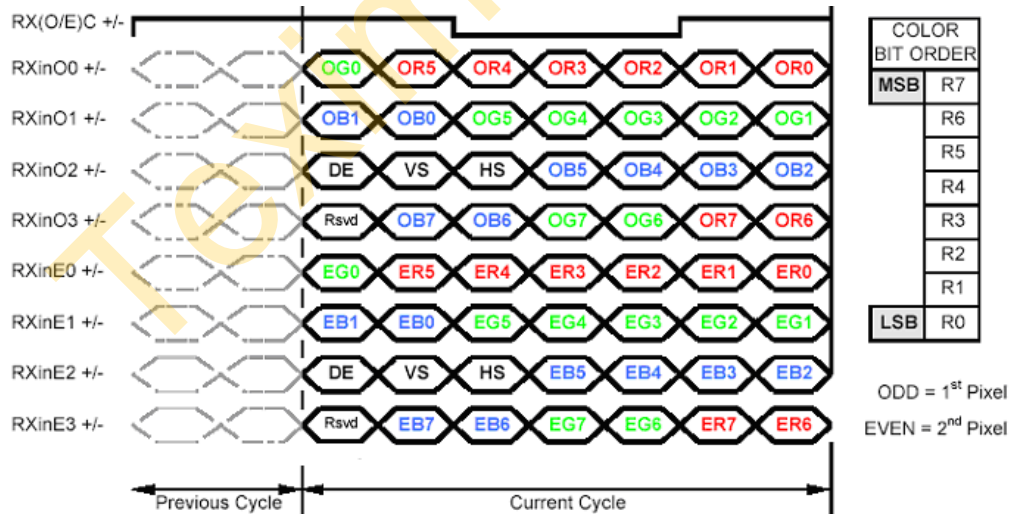 RX(O/E)C +/-
RXinO0 +/- OG0 OR5 OR4 OR3 OR2 OR1 OR0
RXinO1 +/- OB1 OB0 OG5 OG4 OG3 OG2 OG1
RXinO2 +/- DE VS HS OB5 OB4 OB3 OB2
RXinO3 +/- Rsvd OB7 OB6 OG7 OG6 OR7 OR6
RXinE0 +/- EG0 ER5 ER4 ER3 ER2 ER1 ER0
RXinE1 +/- EB1 EB0 EG5 EG4 EG3 EG2 EG1
RXinE2 +/- DE VS HS EB5 EB4 EB3 EB2
RXinE3 +/- Rsvd EB7 EB6 EG7 EG6 ER7 ER6
Previous Cycle Current Cycle
COLOR
BIT ORDER
MSB R7
R6
R5
R4
R3
R2
R1
LSB R0
ODD = 1st Pixel
EVEN = 2nd Pixel
Texim